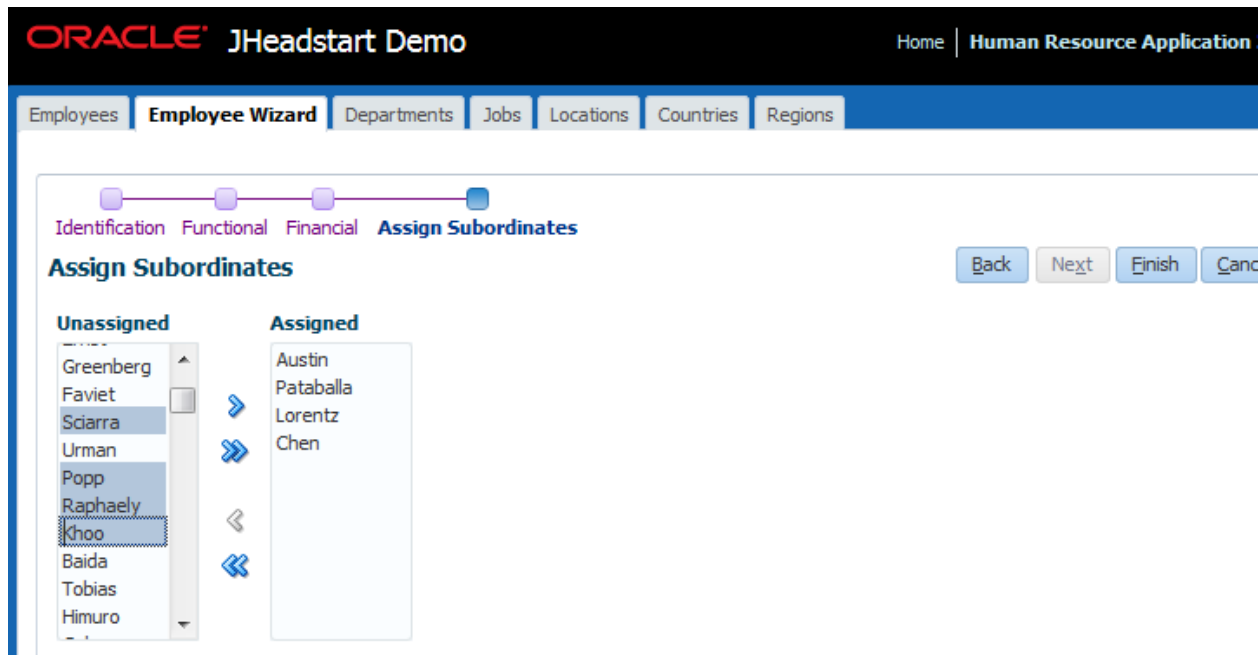 ORACLE JHeadstart Demo
Home Human Resource Application
Employees Employee Wizard Departments Jobs Locations Countries Regions
Identification Functional Financial Assign Subordinates
Assign Subordinates
Back Next Finish Canc
Unassigned Assigned
Greenberg
Faviet
Sciarra
Urman
Popp
Raphaely
Khoo
Baida
Tobias
Himuro
Austin
Pataballa
Lorentz
Chen